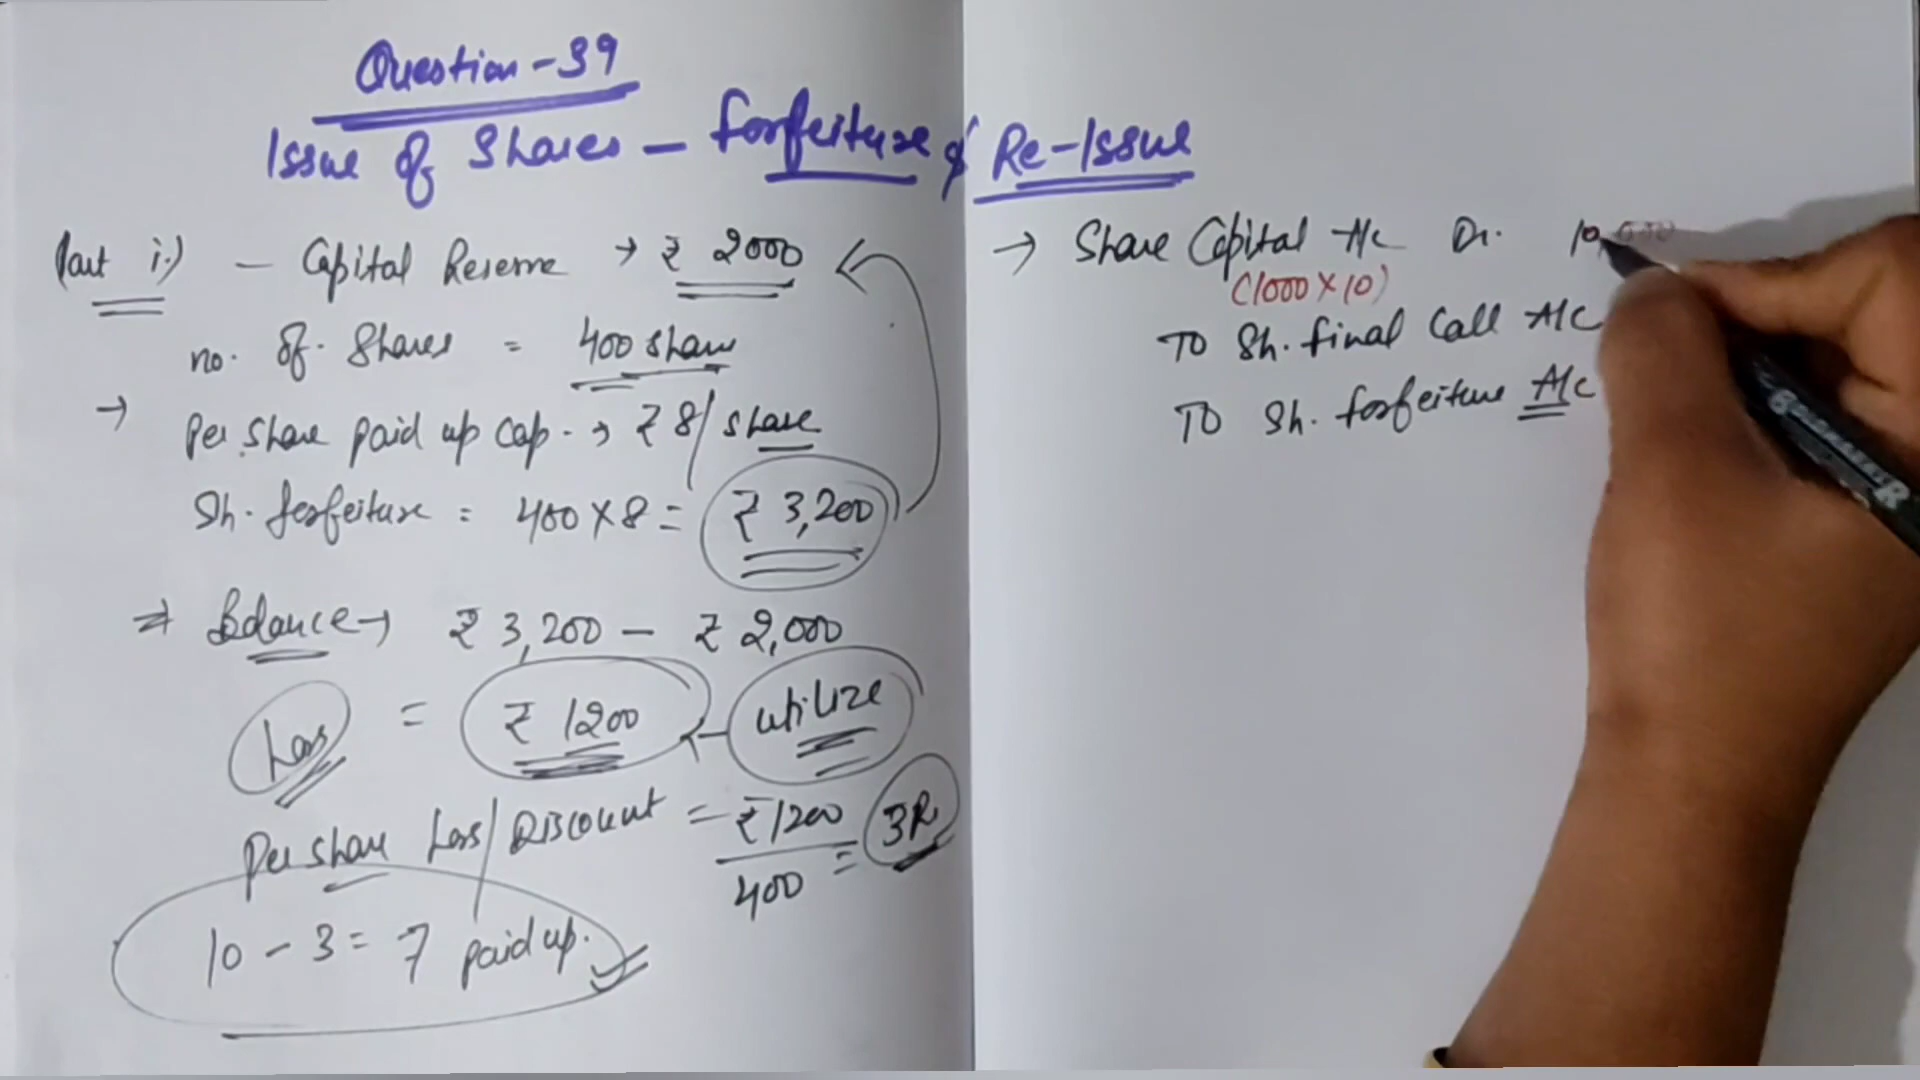 Question-39
Issue of Shares - forfeiture & Re-Issue
Part i.) - Capital Reserve → ₹ 2000
no. of. Shares = 400 share
→ Per share paid up cap. → ₹ 8/share
Sh. forfeiture = 400 × 8 = ₹ 3,200
⇒ Balance → ₹ 3,200 - ₹ 2,000
Loss = ₹ 1200 ← utilize
Per share Loss/Discount = ₹1200/400 = 3R
10 - 3 = 7 paid up.
→ Share Capital A/c Dr. 10,000
(1000×10)
To Sh. final Call A/C
To Sh. forfeiture A/c